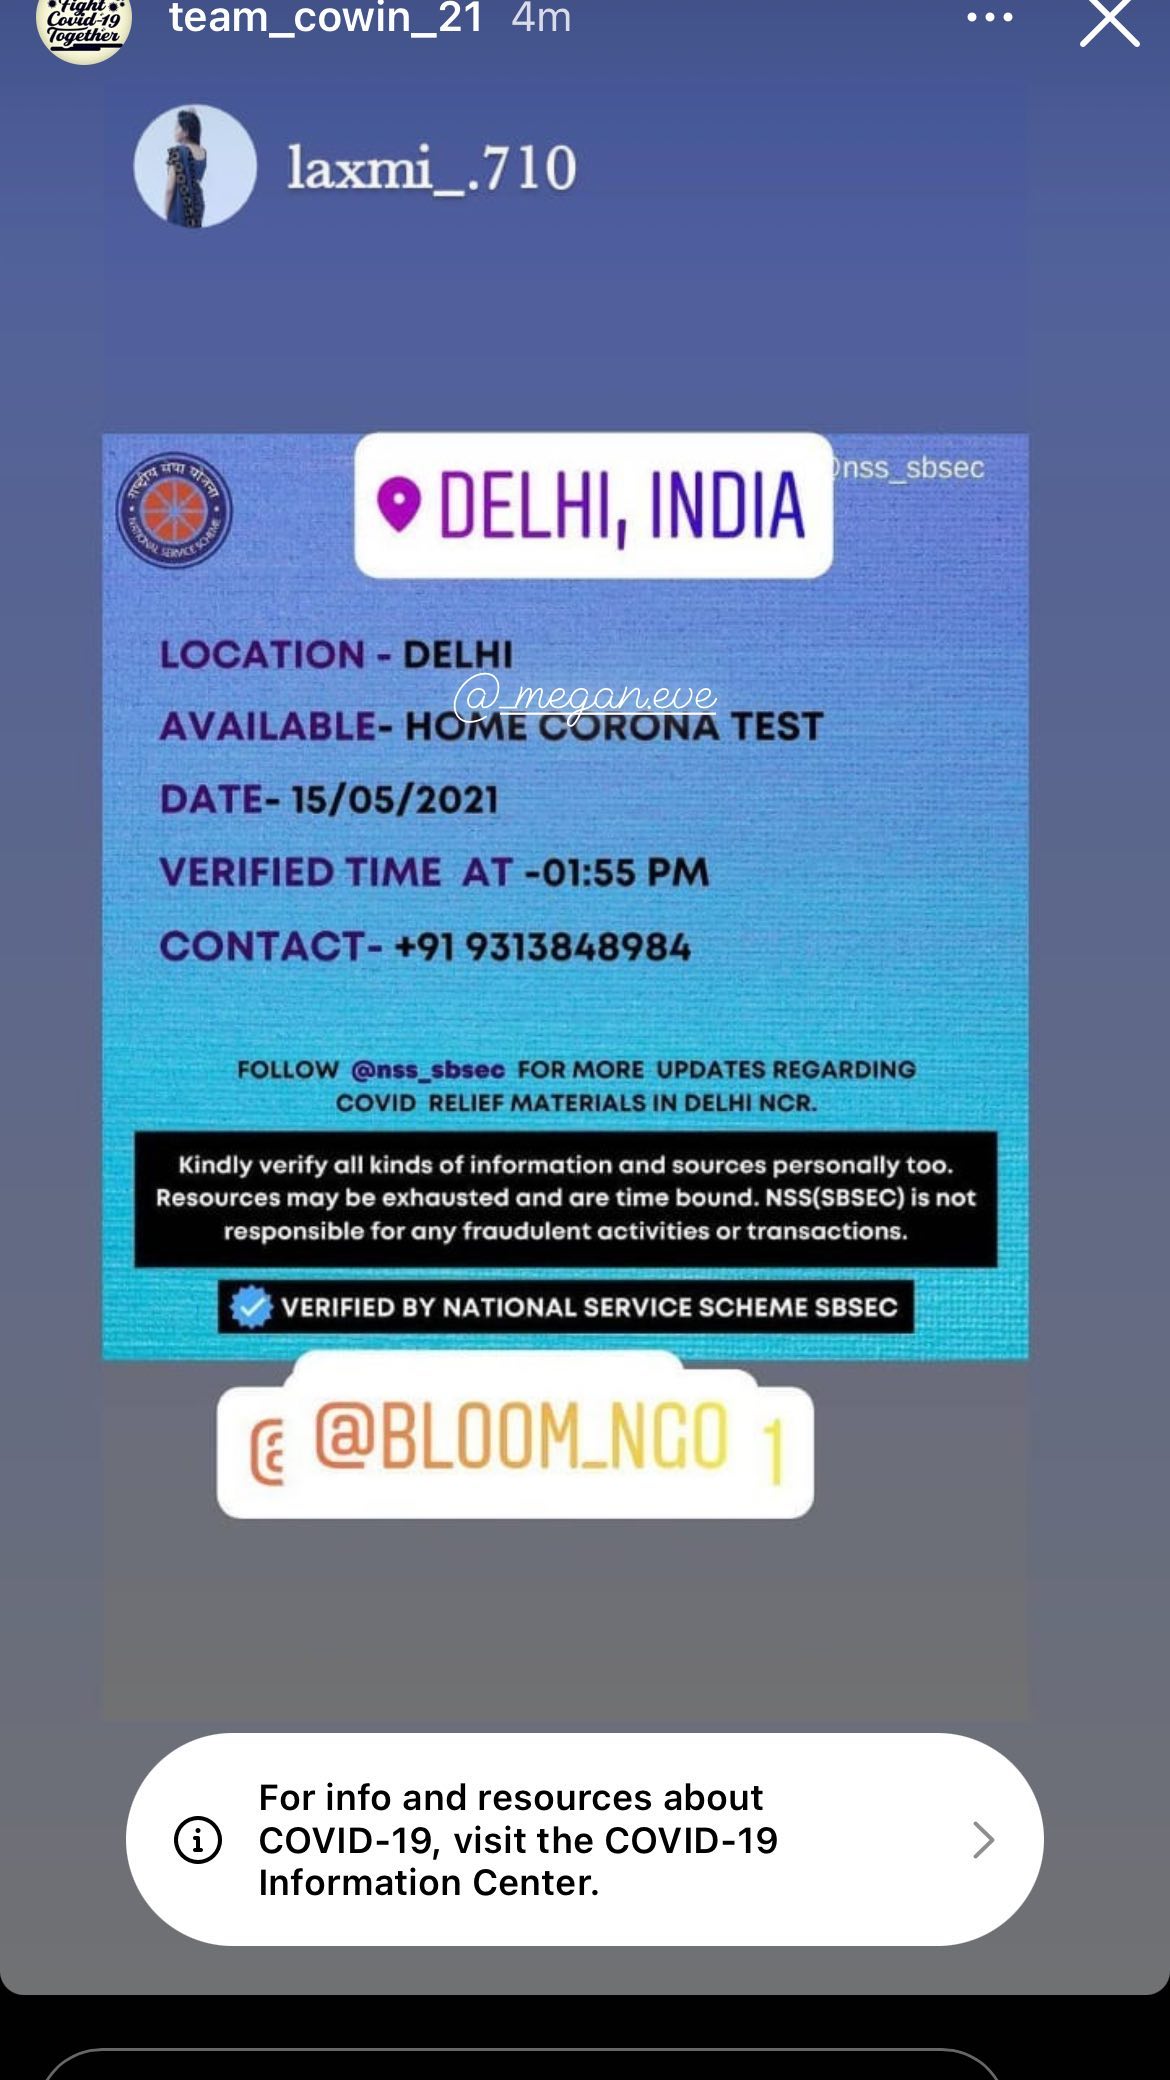 Fight
Covid-19
Together
team_cowin_21 4m
laxmi_.710
राष्ट्रीय सेवा योजना
NATIONAL SERVICE SCHEME
DELHI, INDIA
nss_sbsec
LOCATION - DELHI
@_megan.eve
AVAILABLE- HOME CORONA TEST
DATE- 15/05/2021
VERIFIED TIME AT -01:55 PM
CONTACT- +91 9313848984
FOLLOW @nss_sbsec FOR MORE UPDATES REGARDING
COVID RELIEF MATERIALS IN DELHI NCR.
Kindly verify all kinds of information and sources personally too.
Resources may be exhausted and are time bound. NSS(SBSEC) is not
responsible for any fraudulent activities or transactions.
VERIFIED BY NATIONAL SERVICE SCHEME SBSEC
@BLOOM_NGO 1
For info and resources about
COVID-19, visit the COVID-19
Information Center.